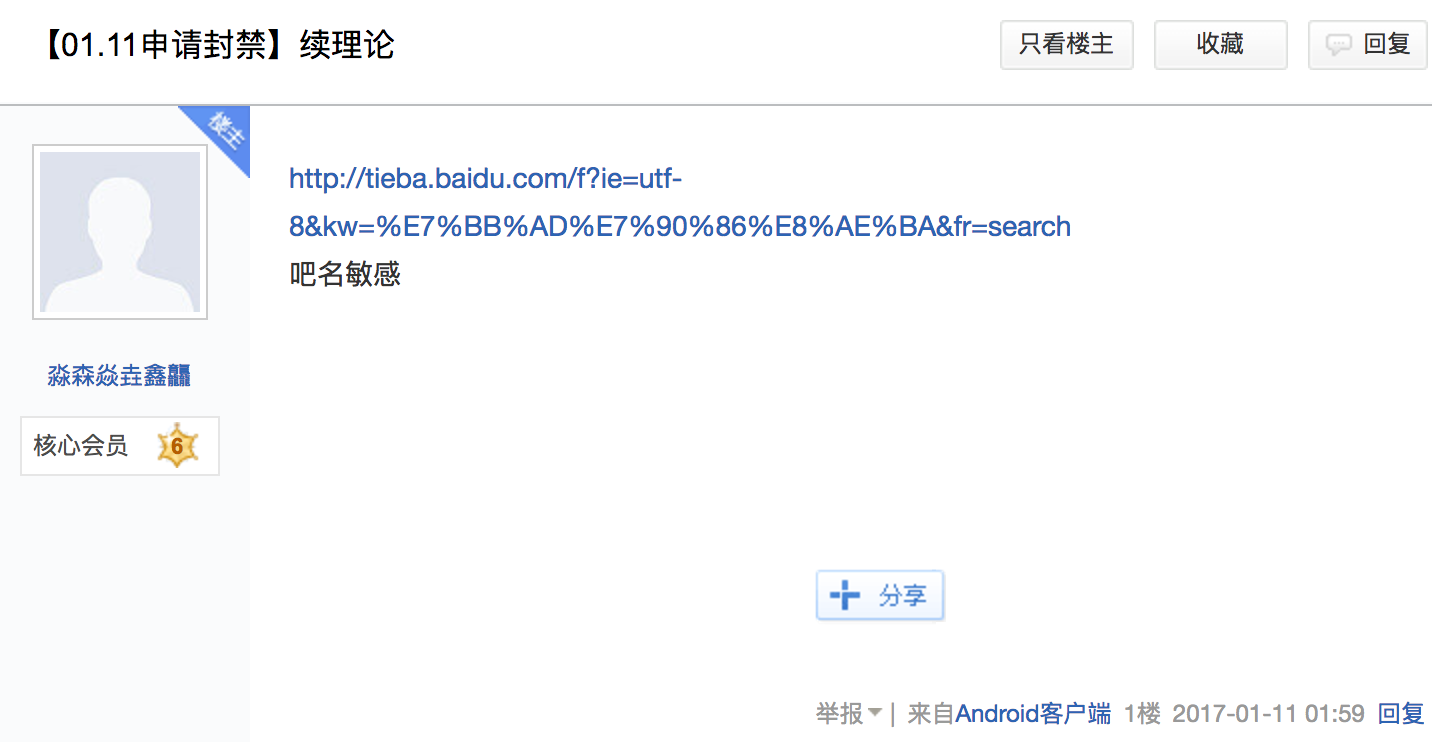 【01.11申请封禁】续理论
只看楼主
收藏
回复
楼主
http://tieba.baidu.com/f?ie=utf-
8&kw=%E7%BB%AD%E7%90%86%E8%AE%BA&fr=search
吧名敏感
淼森焱垚鑫龘
核心会员
6
分享
举报 | 来自Android客户端 1楼 2017-01-11 01:59 回复